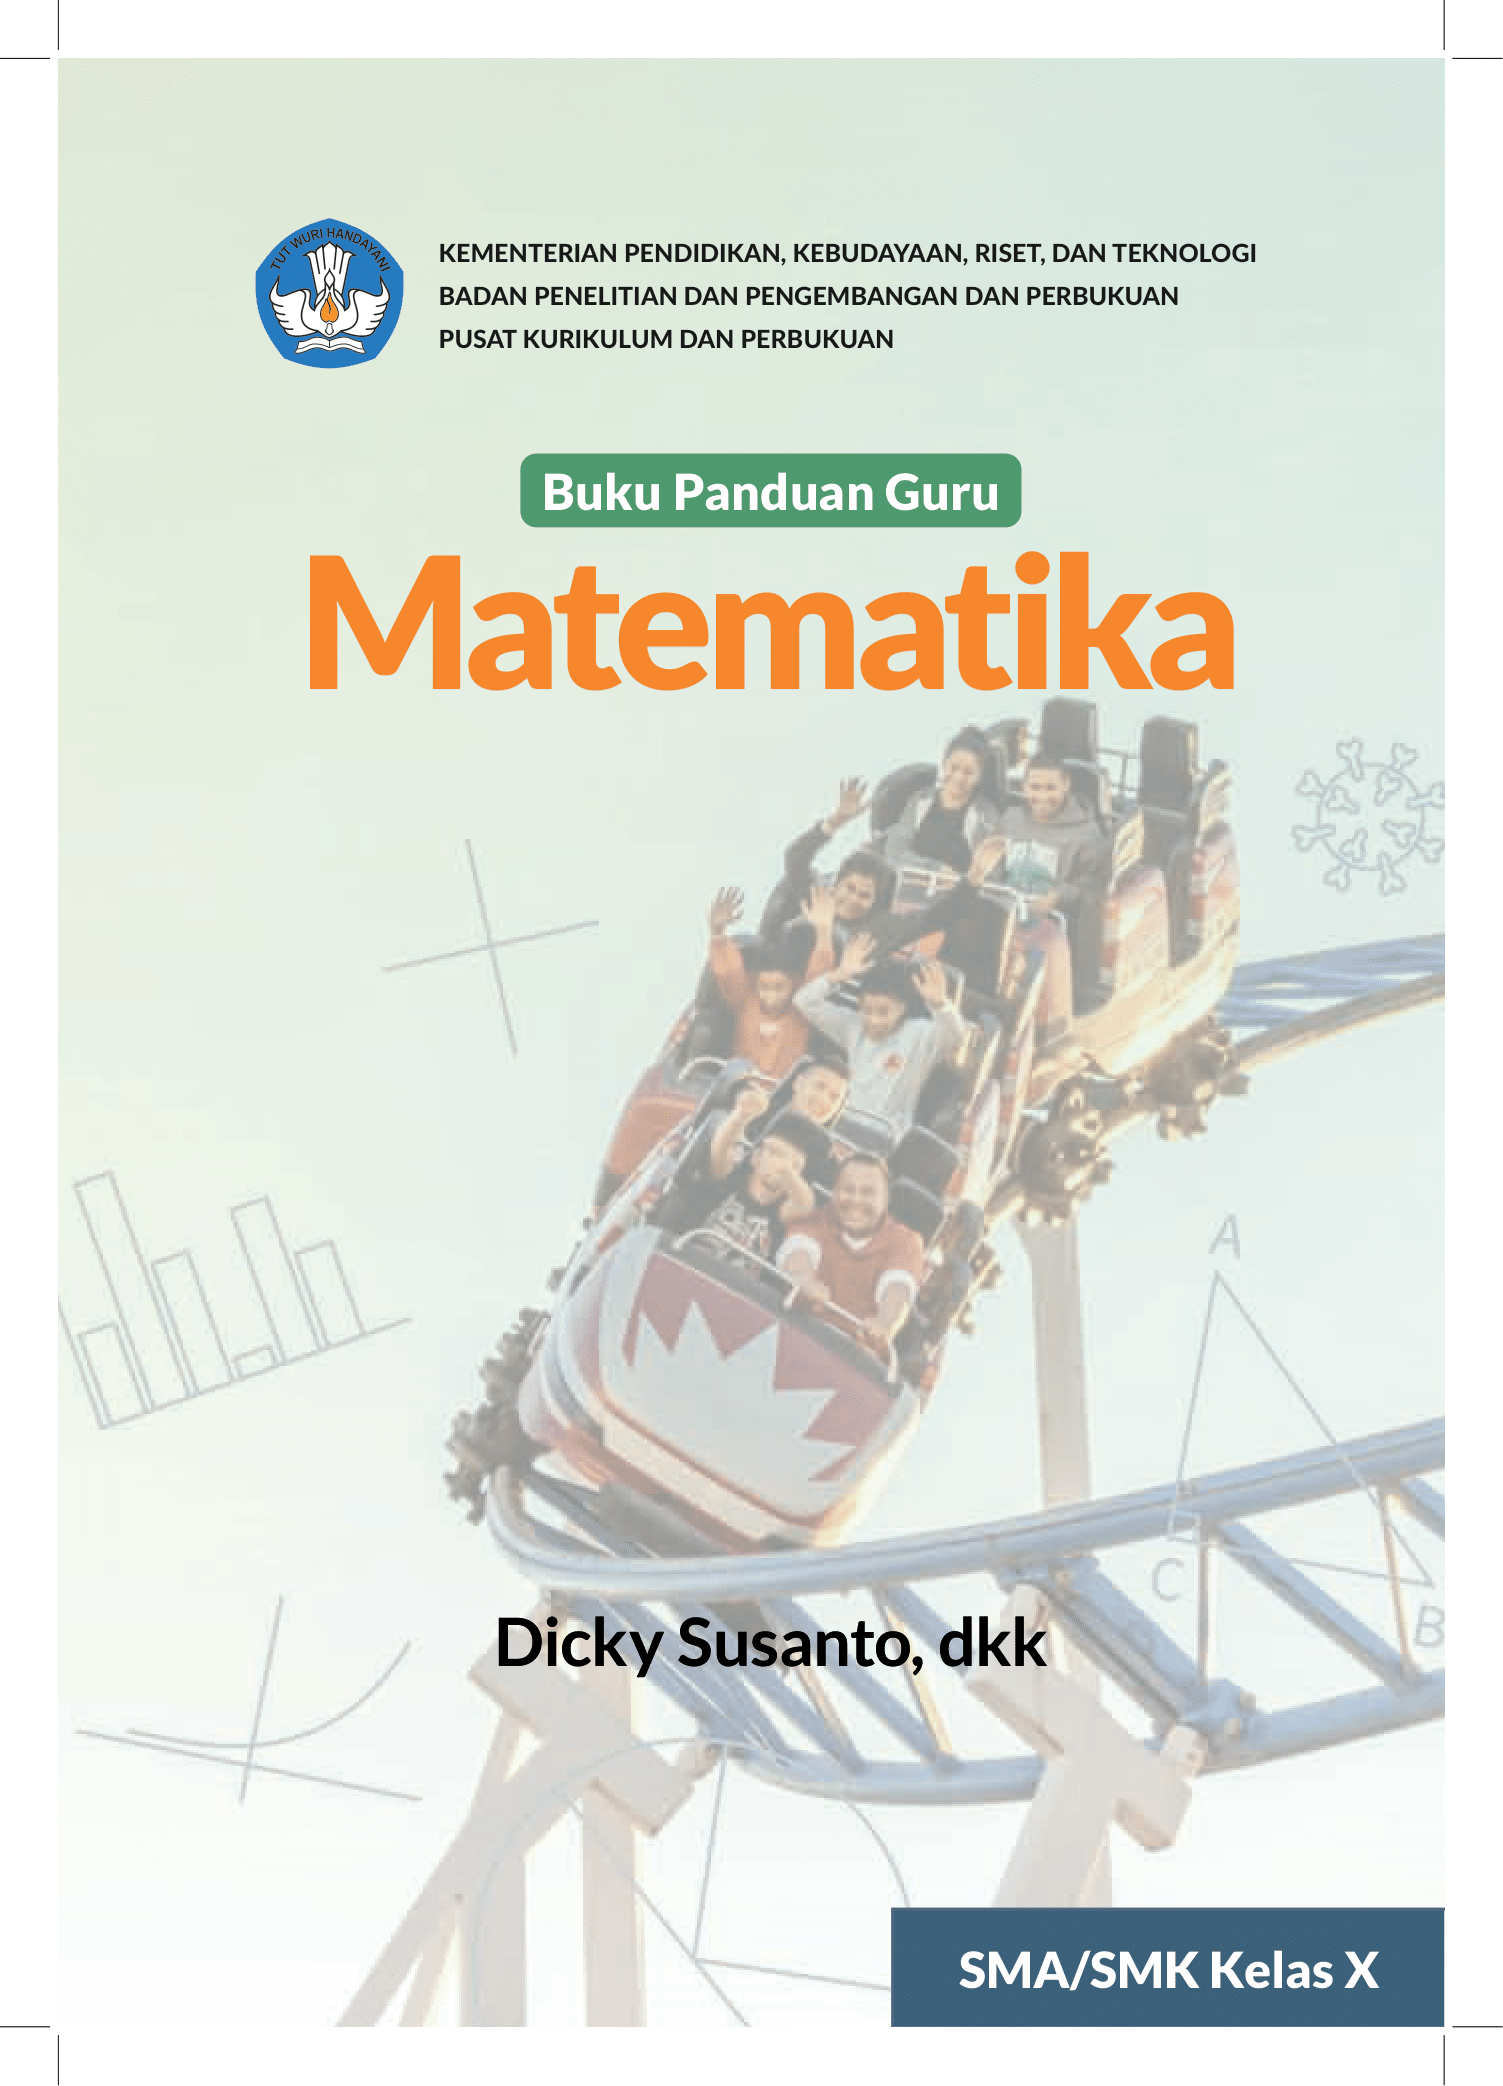 TUT WURI HANDAYANI
KEMENTERIAN PENDIDIKAN, KEBUDAYAAN, RISET, DAN TEKNOLOGI
BADAN PENELITIAN DAN PENGEMBANGAN DAN PERBUKUAN
PUSAT KURIKULUM DAN PERBUKUAN
Buku Panduan Guru
Matematika
A
C
B
Dicky Susanto, dkk
SMA/SMK Kelas X